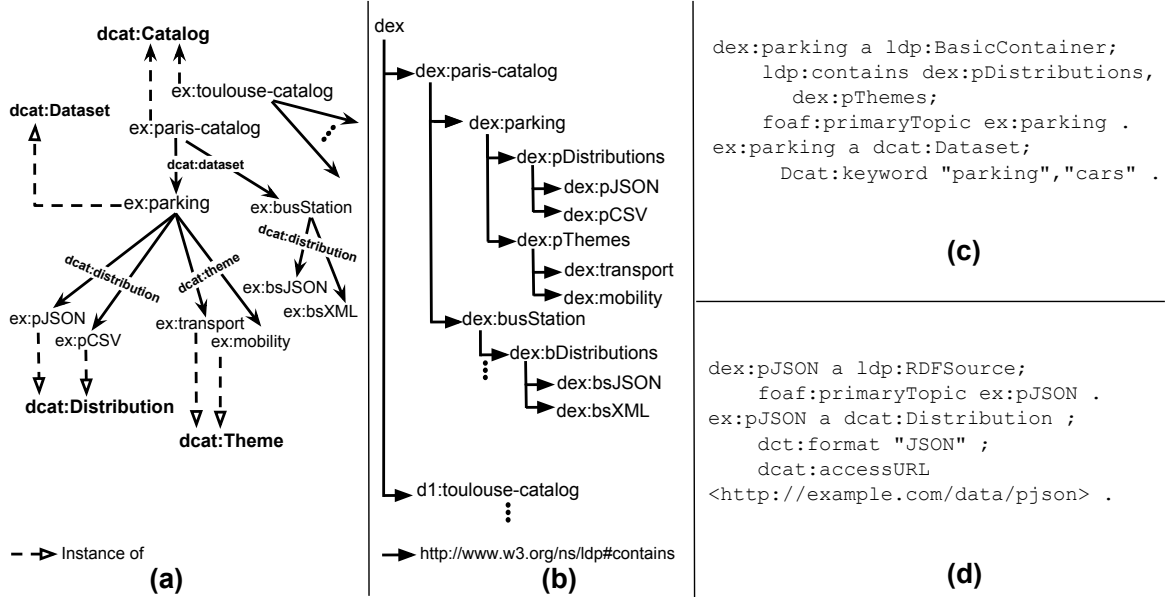 dcat:Catalog
ex:toulouse-catalog
dcat:Dataset
ex:paris-catalog
dcat:dataset
ex:parking
ex:busStation
dcat:distribution
dcat:distribution
dcat:theme
ex:bsJSON
ex:bsXML
ex:pJSON
ex:pCSV
ex:transport
ex:mobility
dcat:Distribution
dcat:Theme
Instance of
(a)
dex
dex:paris-catalog
dex:parking
dex:pDistributions
dex:pJSON
dex:pCSV
dex:pThemes
dex:transport
dex:mobility
dex:busStation
dex:bDistributions
dex:bsJSON
dex:bsXML
d1:toulouse-catalog
http://www.w3.org/ns/ldp#contains
(b)
dex:parking a ldp:BasicContainer;
ldp:contains dex:pDistributions,
dex:pThemes;
foaf:primaryTopic ex:parking .
ex:parking a dcat:Dataset;
Dcat:keyword "parking","cars" .
(c)
dex:pJSON a ldp:RDFSource;
foaf:primaryTopic ex:pJSON .
ex:pJSON a dcat:Distribution ;
dct:format "JSON" ;
dcat:accessURL
<http://example.com/data/pjson> .
(d)